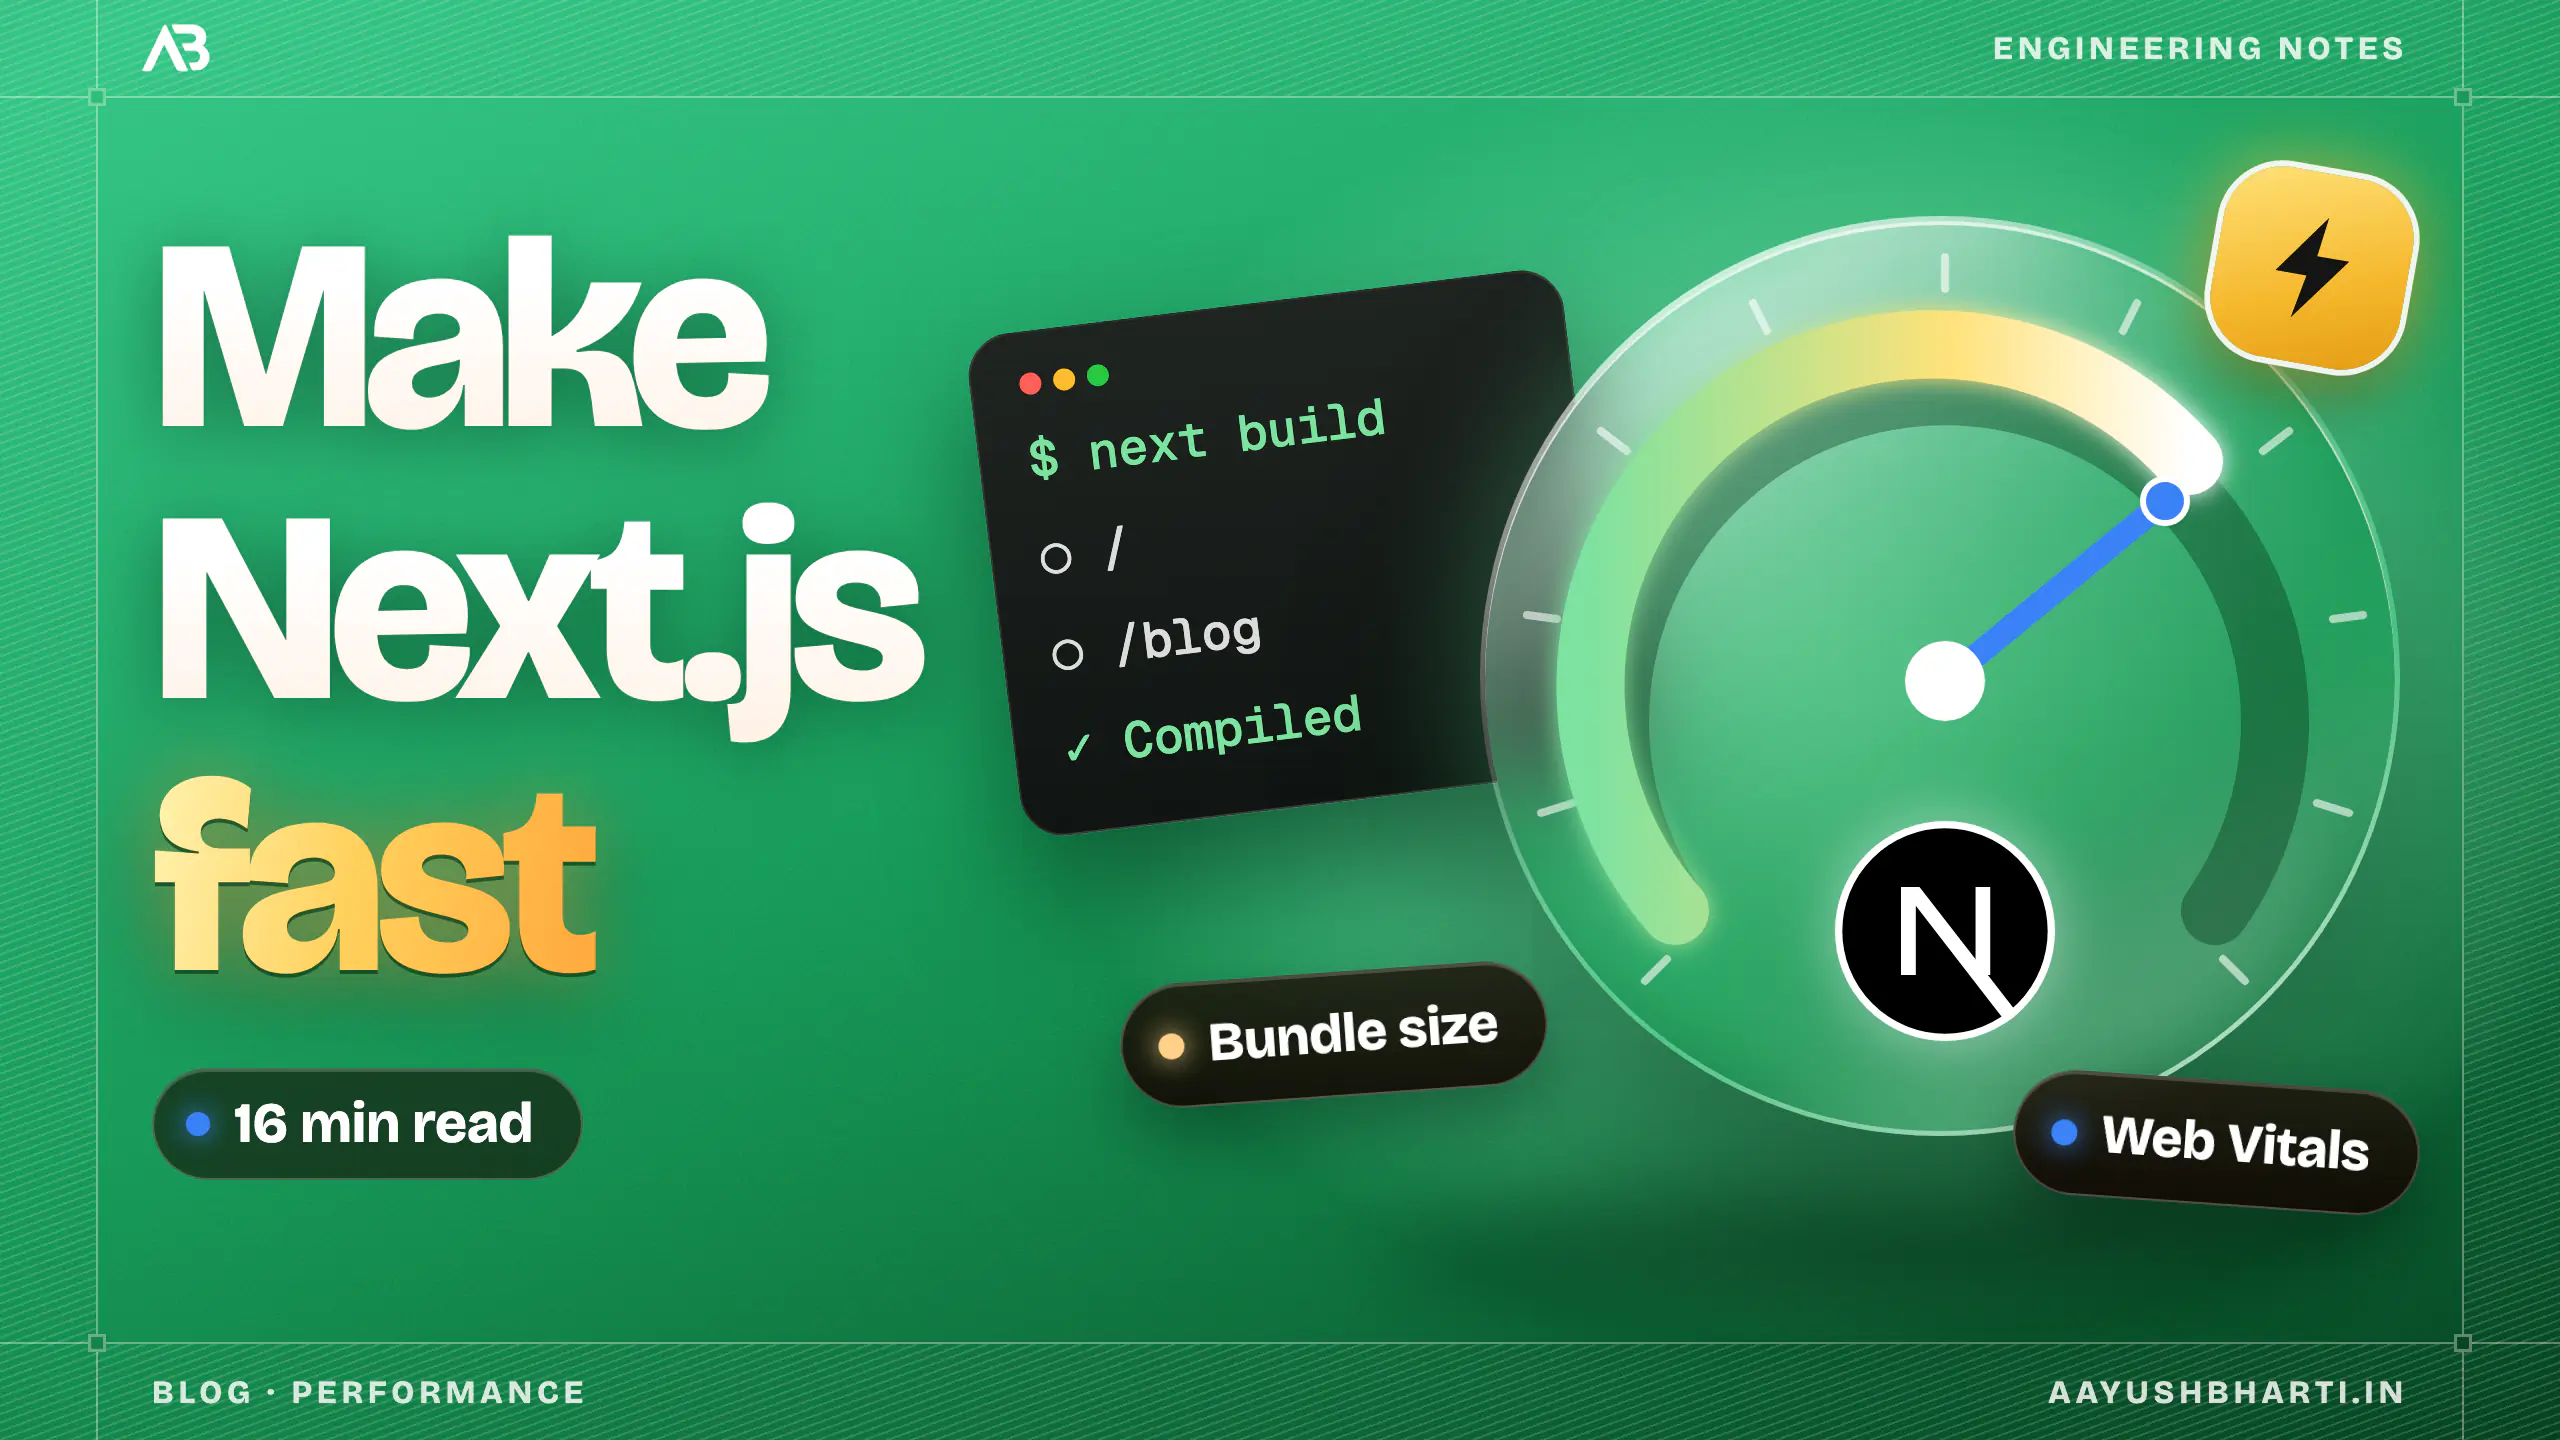 AB
ENGINEERING NOTES
Make
Next.js
fast
16 min read
$ next build
○ /
○ /blog
✓ Compiled
N
Bundle size
Web Vitals
BLOG · PERFORMANCE
AAYUSHBHARTI.IN